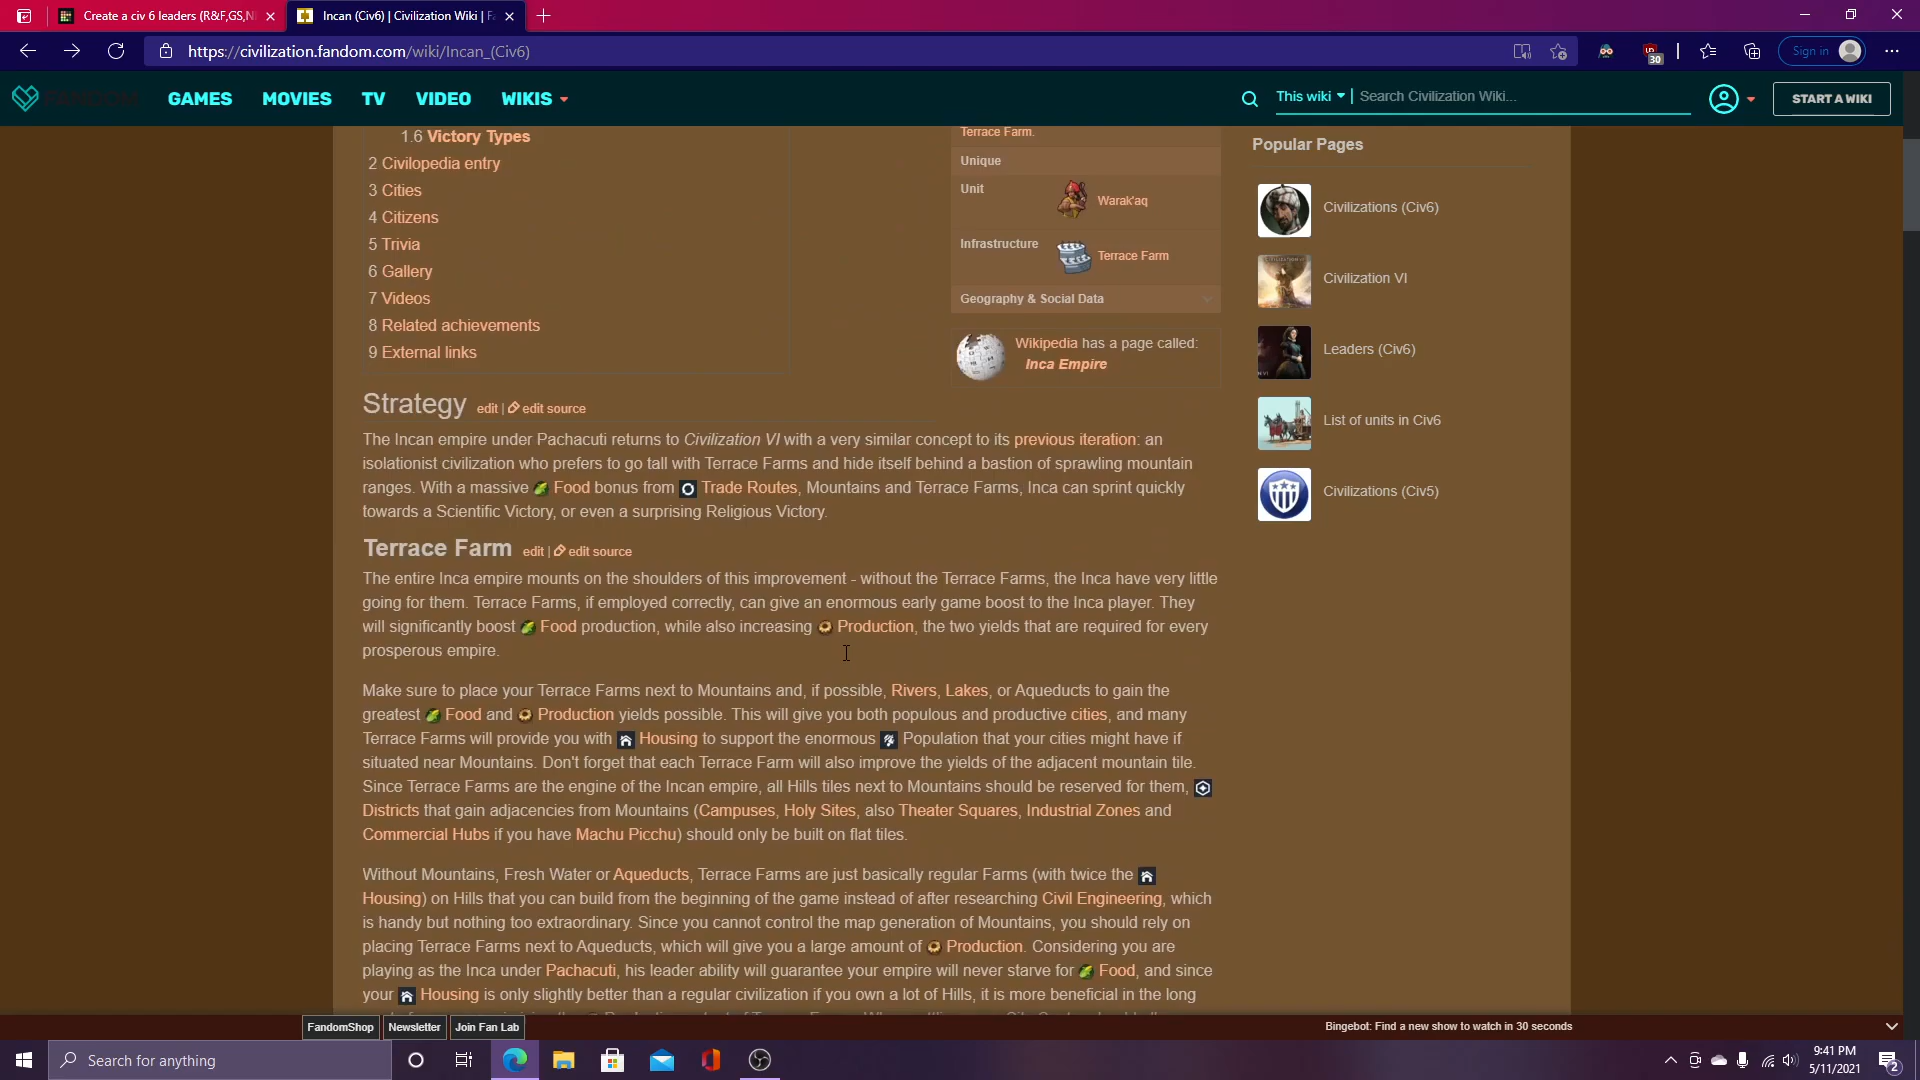 Create a civ 6 leaders (R&F,GS,N
Incan (Civ6) | Civilization Wiki | Fa
https://civilization.fandom.com/wiki/Incan_(Civ6)
30
Sign in
GAMES MOVIES TV VIDEO WIKIS
This wiki
Search Civilization Wiki...
START A WIKI
1.6 Victory Types
2 Civilopedia entry
3 Cities
4 Citizens
5 Trivia
6 Gallery
7 Videos
8 Related achievements
9 External links
Terrace Farm.
Unique
Unit Warak'aq
Infrastructure Terrace Farm
Geography & Social Data
Wikipedia has a page called:
Inca Empire
Popular Pages
Civilizations (Civ6)
Civilization VI
Leaders (Civ6)
List of units in Civ6
Civilizations (Civ5)
Strategy edit | edit source
The Incan empire under Pachacuti returns to Civilization VI with a very similar concept to its previous iteration: an
isolationist civilization who prefers to go tall with Terrace Farms and hide itself behind a bastion of sprawling mountain
ranges. With a massive Food bonus from Trade Routes, Mountains and Terrace Farms, Inca can sprint quickly
towards a Scientific Victory, or even a surprising Religious Victory.
Terrace Farm edit | edit source
The entire Inca empire mounts on the shoulders of this improvement - without the Terrace Farms, the Inca have very little
going for them. Terrace Farms, if employed correctly, can give an enormous early game boost to the Inca player. They
will significantly boost Food production, while also increasing Production, the two yields that are required for every
prosperous empire.
Make sure to place your Terrace Farms next to Mountains and, if possible, Rivers, Lakes, or Aqueducts to gain the
greatest Food and Production yields possible. This will give you both populous and productive cities, and many
Terrace Farms will provide you with Housing to support the enormous Population that your cities might have if
situated near Mountains. Don't forget that each Terrace Farm will also improve the yields of the adjacent mountain tile.
Since Terrace Farms are the engine of the Incan empire, all Hills tiles next to Mountains should be reserved for them,
Districts that gain adjacencies from Mountains (Campuses, Holy Sites, also Theater Squares, Industrial Zones and
Commercial Hubs if you have Machu Picchu) should only be built on flat tiles.
Without Mountains, Fresh Water or Aqueducts, Terrace Farms are just basically regular Farms (with twice the
Housing) on Hills that you can build from the beginning of the game instead of after researching Civil Engineering, which
is handy but nothing too extraordinary. Since you cannot control the map generation of Mountains, you should rely on
placing Terrace Farms next to Aqueducts, which will give you a large amount of Production. Considering you are
playing as the Inca under Pachacuti, his leader ability will guarantee your empire will never starve for Food, and since
your Housing is only slightly better than a regular civilization if you own a lot of Hills, it is more beneficial in the long
FandomShop Newsletter Join Fan Lab
Bingebot: Find a new show to watch in 30 seconds
Search for anything
9:41 PM
5/11/2021
2